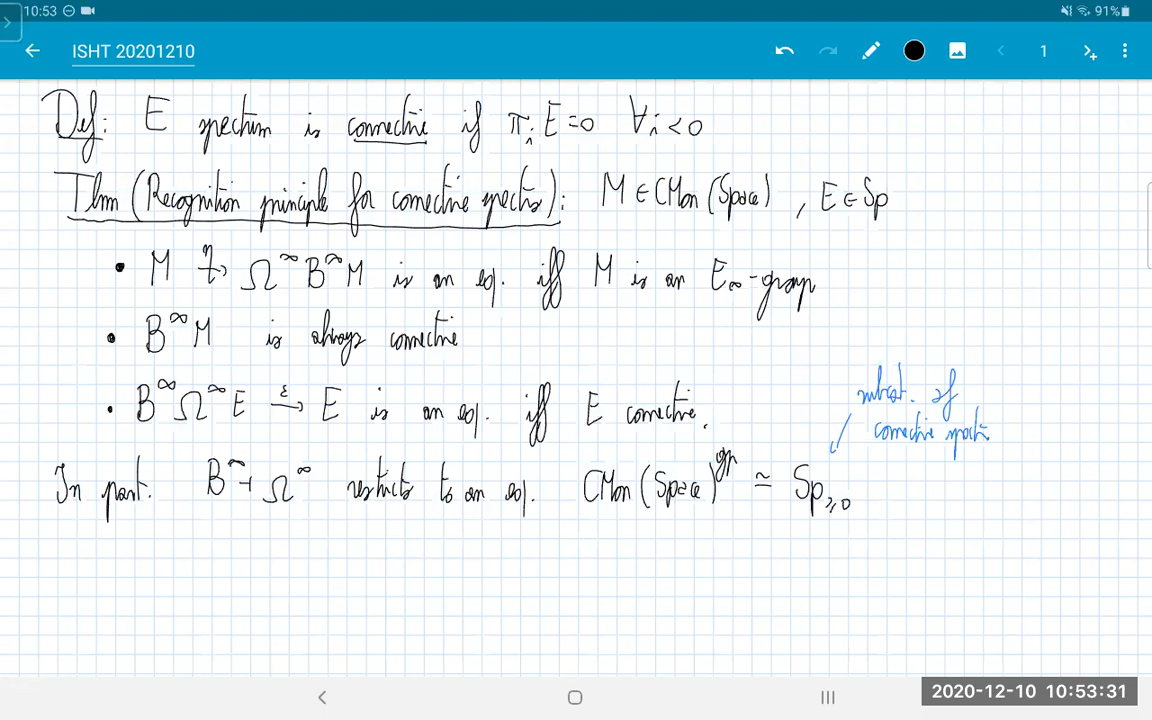 10:53
91%
ISHT 20201210
1
Def: E spectrum is connective if π_i E = 0 ∀ i < 0
Thm (Recognition principle for connective spectra): M ∈ CMon(Space), E ∈ Sp
• M →^η Ω^∞ B^∞ M is an eq. iff M is an E_∞-group
• B^∞ M is always connective
• B^∞ Ω^∞ E →^ε E is an eq. iff E connective.
subcat. of
connective spectra
In part. B^∞ ⊣ Ω^∞ restricts to an eq. CMon(Space)^gp ≃ Sp_≥0
2020-12-10 10:53:31